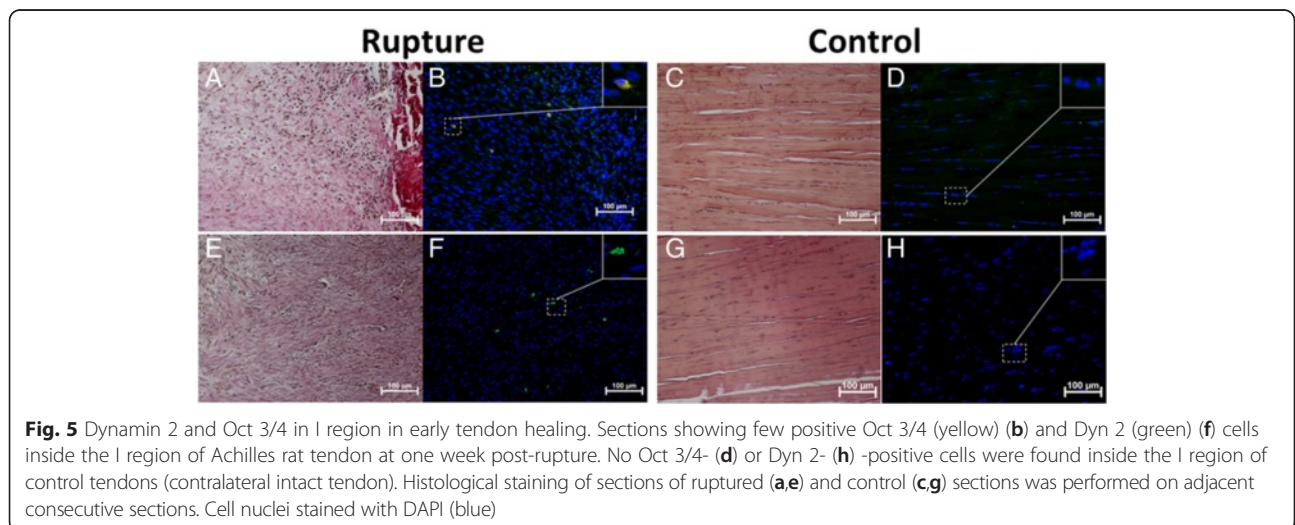 Rupture Control
A B C D
100 µm 100 µm 100 µm 100 µm
E F G H
100 µm 100 µm 100 µm 100 µm
Fig. 5 Dynamin 2 and Oct 3/4 in I region in early tendon healing. Sections showing few positive Oct 3/4 (yellow) (b) and Dyn 2 (green) (f) cells
inside the I region of Achilles rat tendon at one week post-rupture. No Oct 3/4- (d) or Dyn 2- (h) -positive cells were found inside the I region of
control tendons (contralateral intact tendon). Histological staining of sections of ruptured (a,e) and control (c,g) sections was performed on adjacent
consecutive sections. Cell nuclei stained with DAPI (blue)